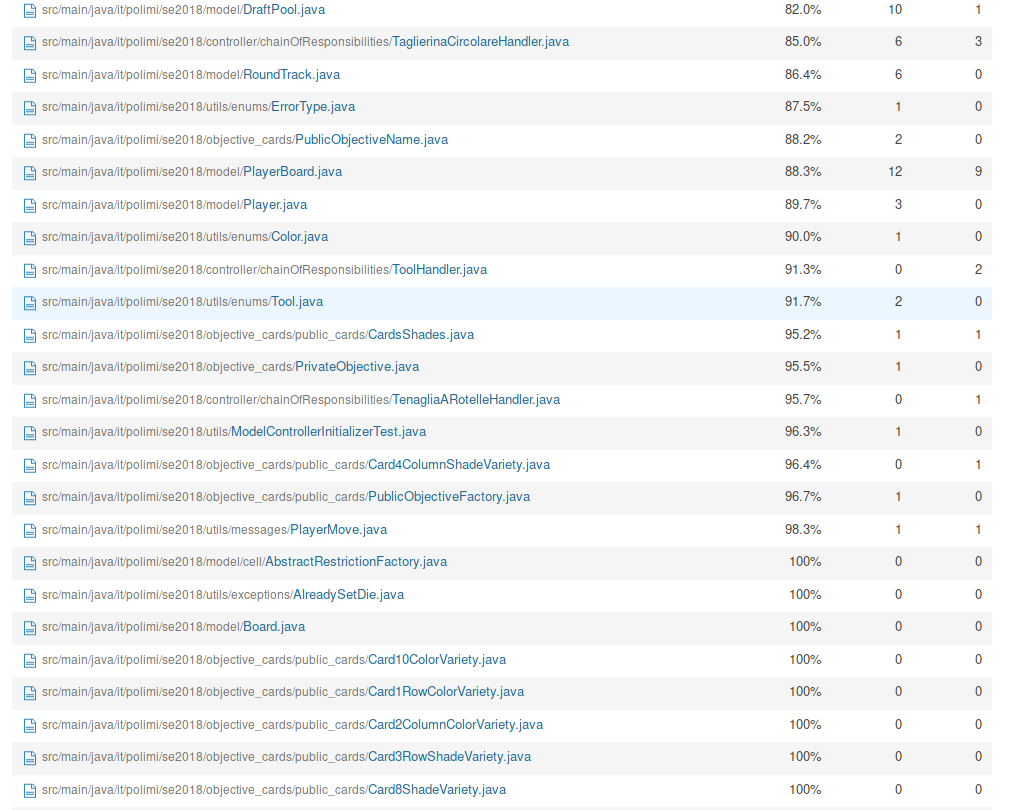 src/main/java/it/polimi/se2018/model/DraftPool.java 82.0% 10 1
src/main/java/it/polimi/se2018/controller/chainOfResponsibilities/TaglierinaCircolareHandler.java 85.0% 6 3
src/main/java/it/polimi/se2018/model/RoundTrack.java 86.4% 6 0
src/main/java/it/polimi/se2018/utils/enums/ErrorType.java 87.5% 1 0
src/main/java/it/polimi/se2018/objective_cards/PublicObjectiveName.java 88.2% 2 0
src/main/java/it/polimi/se2018/model/PlayerBoard.java 88.3% 12 9
src/main/java/it/polimi/se2018/model/Player.java 89.7% 3 0
src/main/java/it/polimi/se2018/utils/enums/Color.java 90.0% 1 0
src/main/java/it/polimi/se2018/controller/chainOfResponsibilities/ToolHandler.java 91.3% 0 2
src/main/java/it/polimi/se2018/utils/enums/Tool.java 91.7% 2 0
src/main/java/it/polimi/se2018/objective_cards/public_cards/CardsShades.java 95.2% 1 1
src/main/java/it/polimi/se2018/objective_cards/PrivateObjective.java 95.5% 1 0
src/main/java/it/polimi/se2018/controller/chainOfResponsibilities/TenagliaARotelleHandler.java 95.7% 0 1
src/main/java/it/polimi/se2018/utils/ModelControllerInitializerTest.java 96.3% 1 0
src/main/java/it/polimi/se2018/objective_cards/public_cards/Card4ColumnShadeVariety.java 96.4% 0 1
src/main/java/it/polimi/se2018/objective_cards/public_cards/PublicObjectiveFactory.java 96.7% 1 0
src/main/java/it/polimi/se2018/utils/messages/PlayerMove.java 98.3% 1 1
src/main/java/it/polimi/se2018/model/cell/AbstractRestrictionFactory.java 100% 0 0
src/main/java/it/polimi/se2018/utils/exceptions/AlreadySetDie.java 100% 0 0
src/main/java/it/polimi/se2018/model/Board.java 100% 0 0
src/main/java/it/polimi/se2018/objective_cards/public_cards/Card10ColorVariety.java 100% 0 0
src/main/java/it/polimi/se2018/objective_cards/public_cards/Card1RowColorVariety.java 100% 0 0
src/main/java/it/polimi/se2018/objective_cards/public_cards/Card2ColumnColorVariety.java 100% 0 0
src/main/java/it/polimi/se2018/objective_cards/public_cards/Card3RowShadeVariety.java 100% 0 0
src/main/java/it/polimi/se2018/objective_cards/public_cards/Card8ShadeVariety.java 100% 0 0